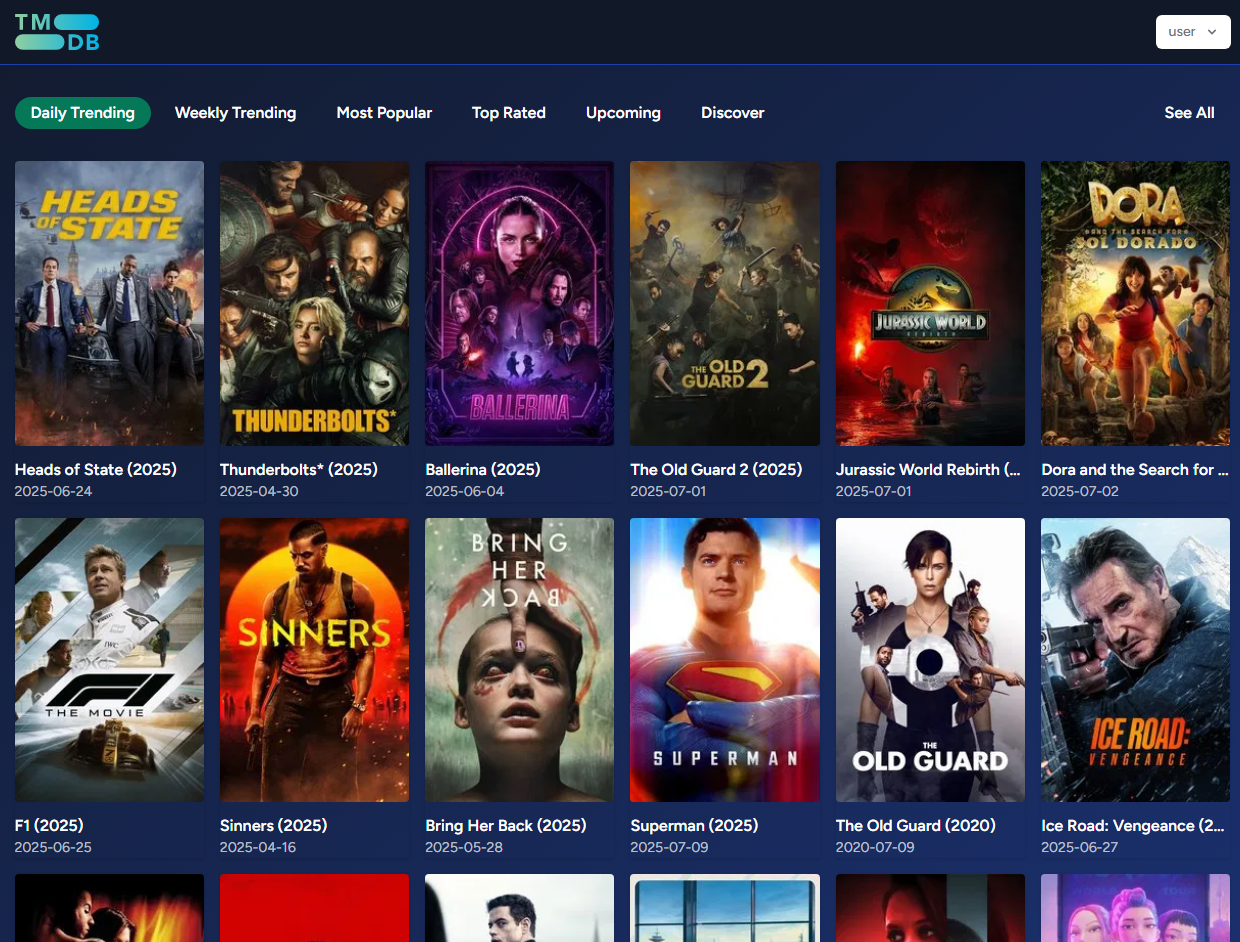 TM
DB
user
Daily Trending
Weekly Trending
Most Popular
Top Rated
Upcoming
Discover
See All
HEADS
OF STATE
THUNDERBOLTS*
BALLERINA
THE OLD
GUARD 2
JURASSIC WORLD
REBIRTH
DORA
AND THE SEARCH FOR
SOL DORADO
Heads of State (2025)
2025-06-24
Thunderbolts* (2025)
2025-04-30
Ballerina (2025)
2025-06-04
The Old Guard 2 (2025)
2025-07-01
Jurassic World Rebirth (...
2025-07-01
Dora and the Search for ...
2025-07-02
IWC
F1
THE MOVIE
SINNERS
BRING
HER
BACK
SUPERMAN
THE
OLD GUARD
ICE ROAD:
VENGEANCE
F1 (2025)
2025-06-25
Sinners (2025)
2025-04-16
Bring Her Back (2025)
2025-05-28
Superman (2025)
2025-07-09
The Old Guard (2020)
2020-07-09
Ice Road: Vengeance (2...
2025-06-27